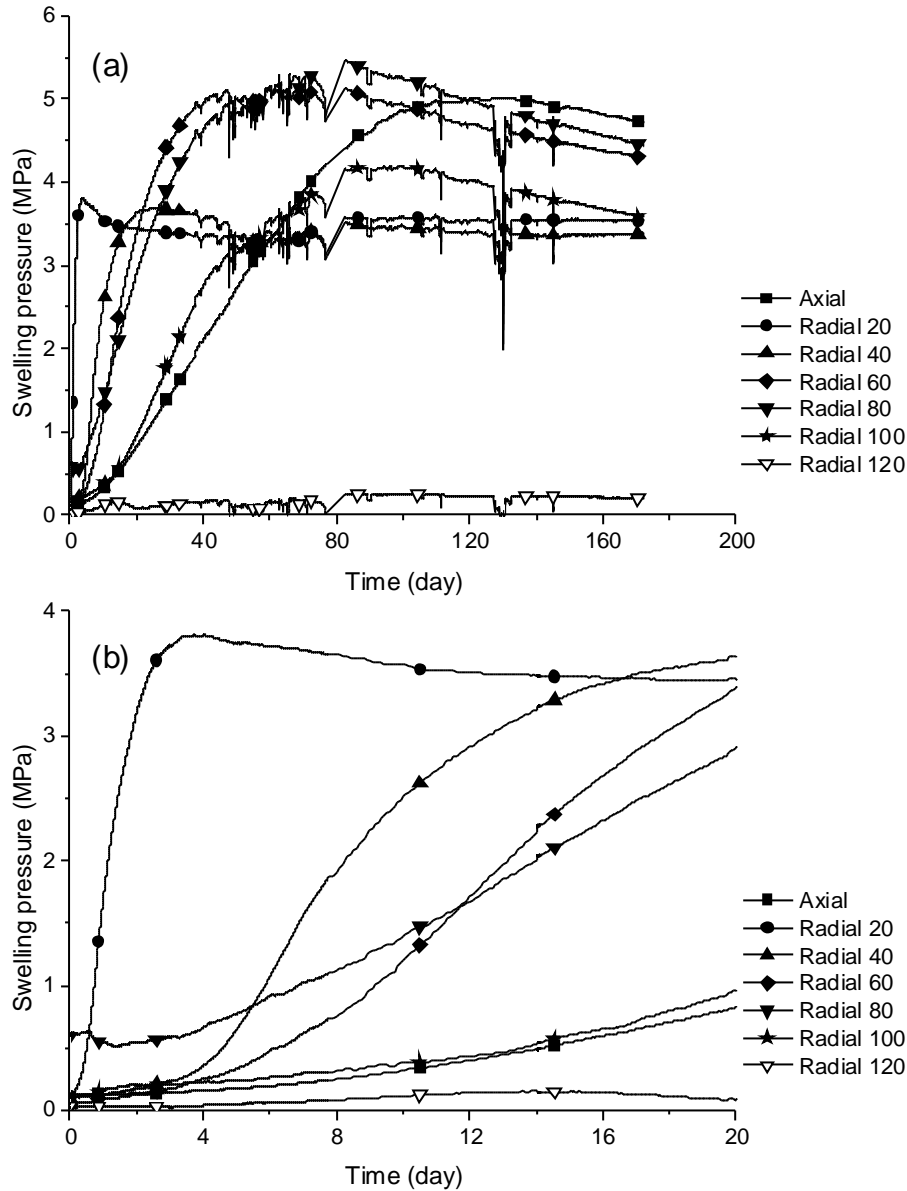 (a)
6
5
4
3
2
1
0
Swelling pressure (MPa)
0 40 80 120 160 200
Time (day)
Axial
Radial 20
Radial 40
Radial 60
Radial 80
Radial 100
Radial 120
(b)
4
3
2
1
0
Swelling pressure (MPa)
0 4 8 12 16 20
Time (day)
Axial
Radial 20
Radial 40
Radial 60
Radial 80
Radial 100
Radial 120